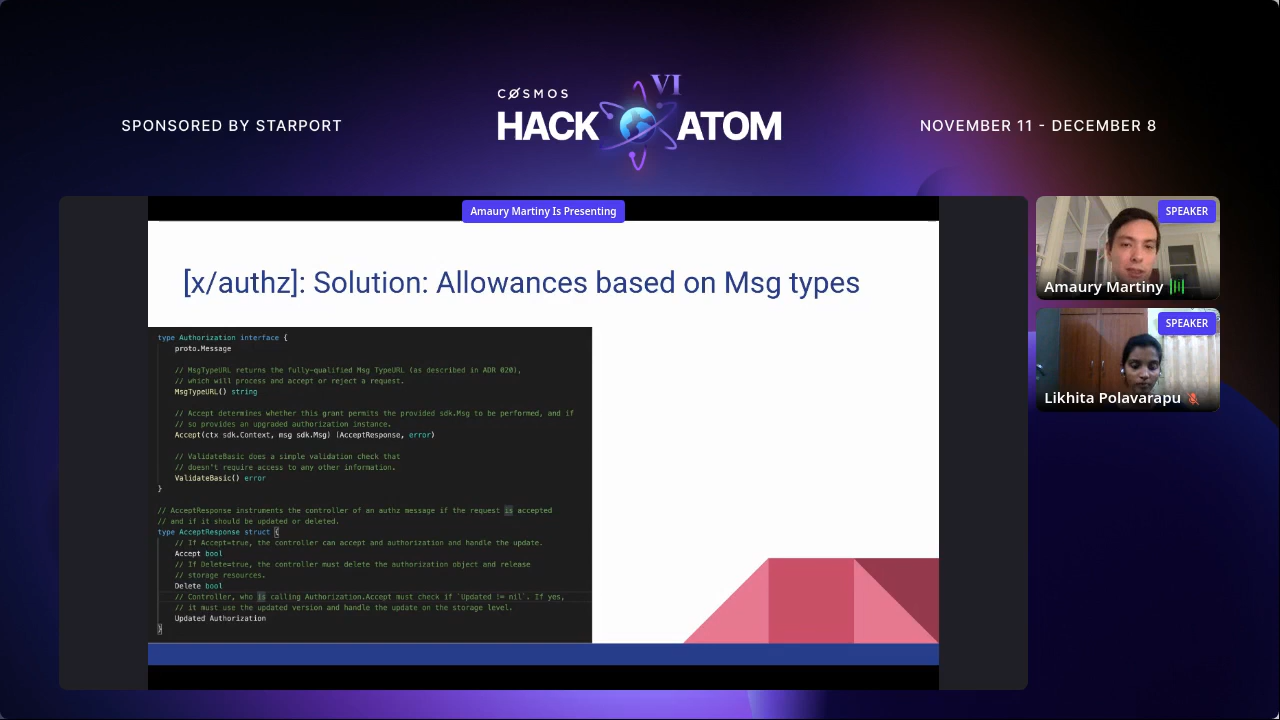 COSMOS
VI
HACK ATOM
SPONSORED BY STARPORT
NOVEMBER 11 - DECEMBER 8
Amaury Martiny Is Presenting
[x/authz]: Solution: Allowances based on Msg types
type Authorization interface {
proto.Message
// MsgTypeURL returns the fully-qualified Msg TypeURL (as described in ADR 020),
// which will process and accept or reject a request.
MsgTypeURL() string
// Accept determines whether this grant permits the provided sdk.Msg to be performed, and if
// so provides an upgraded authorization instance.
Accept(ctx sdk.Context, msg sdk.Msg) (AcceptResponse, error)
// ValidateBasic does a simple validation check that
// doesn't require access to any other information.
ValidateBasic() error
}
// AcceptResponse instruments the controller of an authz message if the request is accepted
// and if it should be updated or deleted.
type AcceptResponse struct {
// If Accept=true, the controller can accept and authorization and handle the update.
Accept bool
// If Delete=true, the controller must delete the authorization object and release
// storage resources.
Delete bool
// Controller, who is calling Authorization.Accept must check if `Updated != nil`. If yes,
// it must use the updated version and handle the update on the storage level.
Updated Authorization
}
SPEAKER
Amaury Martiny
SPEAKER
Likhita Polavarapu